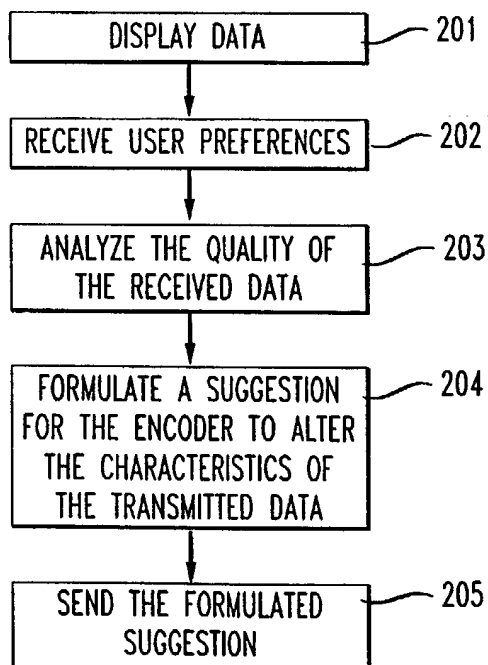 DISPLAY DATA
201
RECEIVE USER PREFERENCES
202
ANALYZE THE QUALITY OF
THE RECEIVED DATA
203
FORMULATE A SUGGESTION
FOR THE ENCODER TO ALTER
THE CHARACTERISTICS OF
THE TRANSMITTED DATA
204
SEND THE FORMULATED
SUGGESTION
205